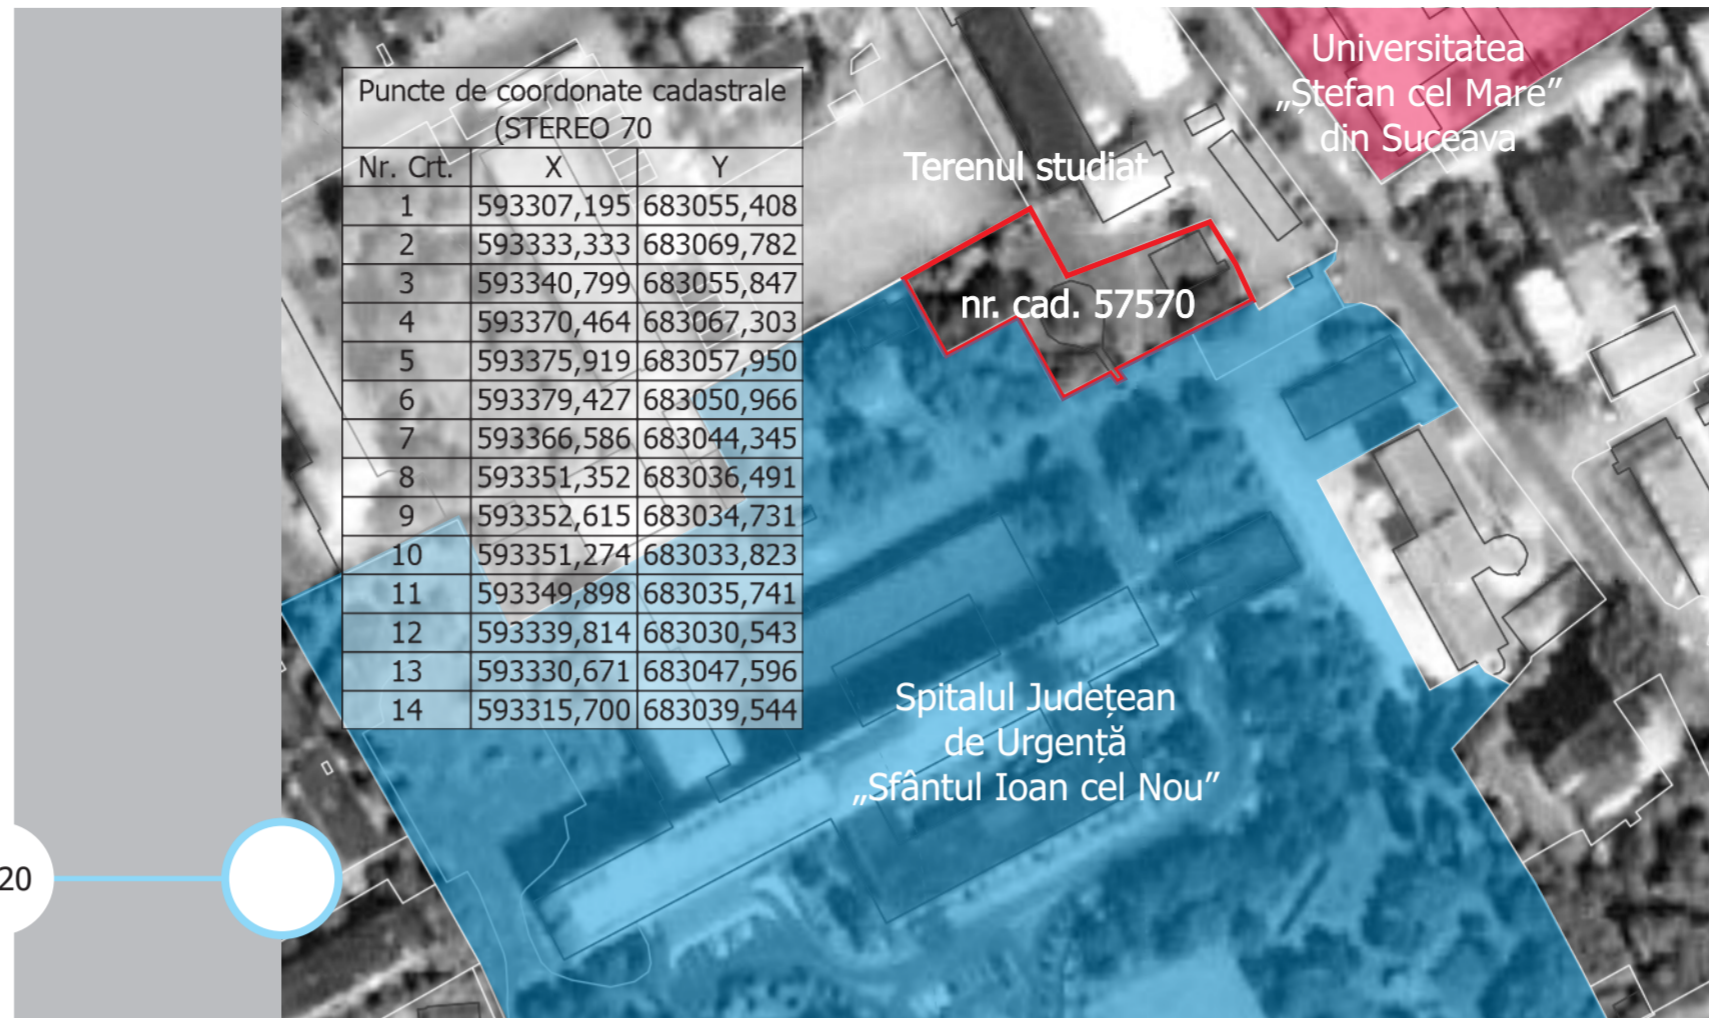 Puncte de coordonate cadastrale
(STEREO 70
Nr. Crt. X Y
1 593307,195 683055,408
2 593333,333 683069,782
3 593340,799 683055,847
4 593370,464 683067,303
5 593375,919 683057,950
6 593379,427 683050,966
7 593366,586 683044,345
8 593351,352 683036,491
9 593352,615 683034,731
10 593351,274 683033,823
11 593349,898 683035,741
12 593339,814 683030,543
13 593330,671 683047,596
14 593315,700 683039,544
Universitatea
„Ștefan cel Mare”
din Suceava
Terenul studiat
nr. cad. 57570
Spitalul Județean
de Urgență
„Sfântul Ioan cel Nou”
20